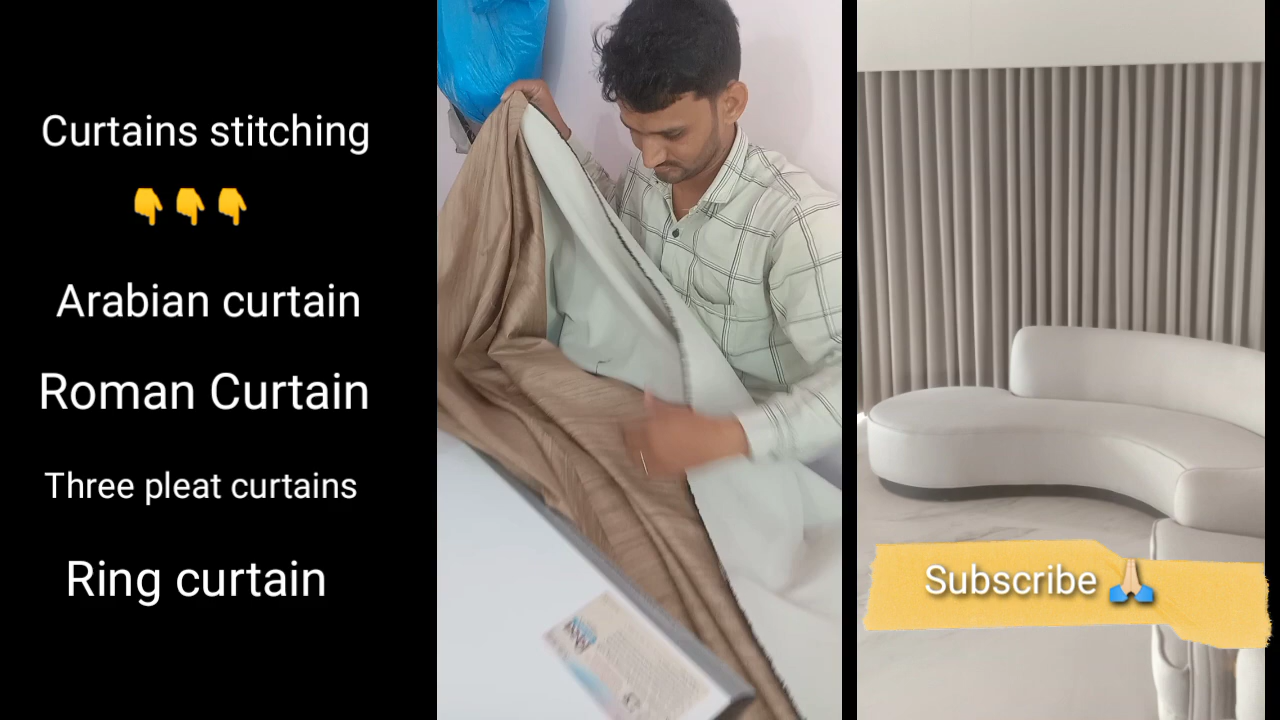 Curtains stitching
👇👇👇
Arabian curtain
Roman Curtain
Three pleat curtains
Ring curtain
Subscribe 🙏🏻